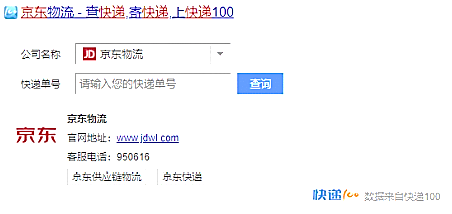 京东物流 - 查快递,寄快递,上快递100
公司名称 JD 京东物流
快递单号 请输入您的快递单号 查询
京东物流
京东 官网地址： www.jdwl.com
客服电话：950616
京东供应链物流 京东快递
快递100 数据来自快递100